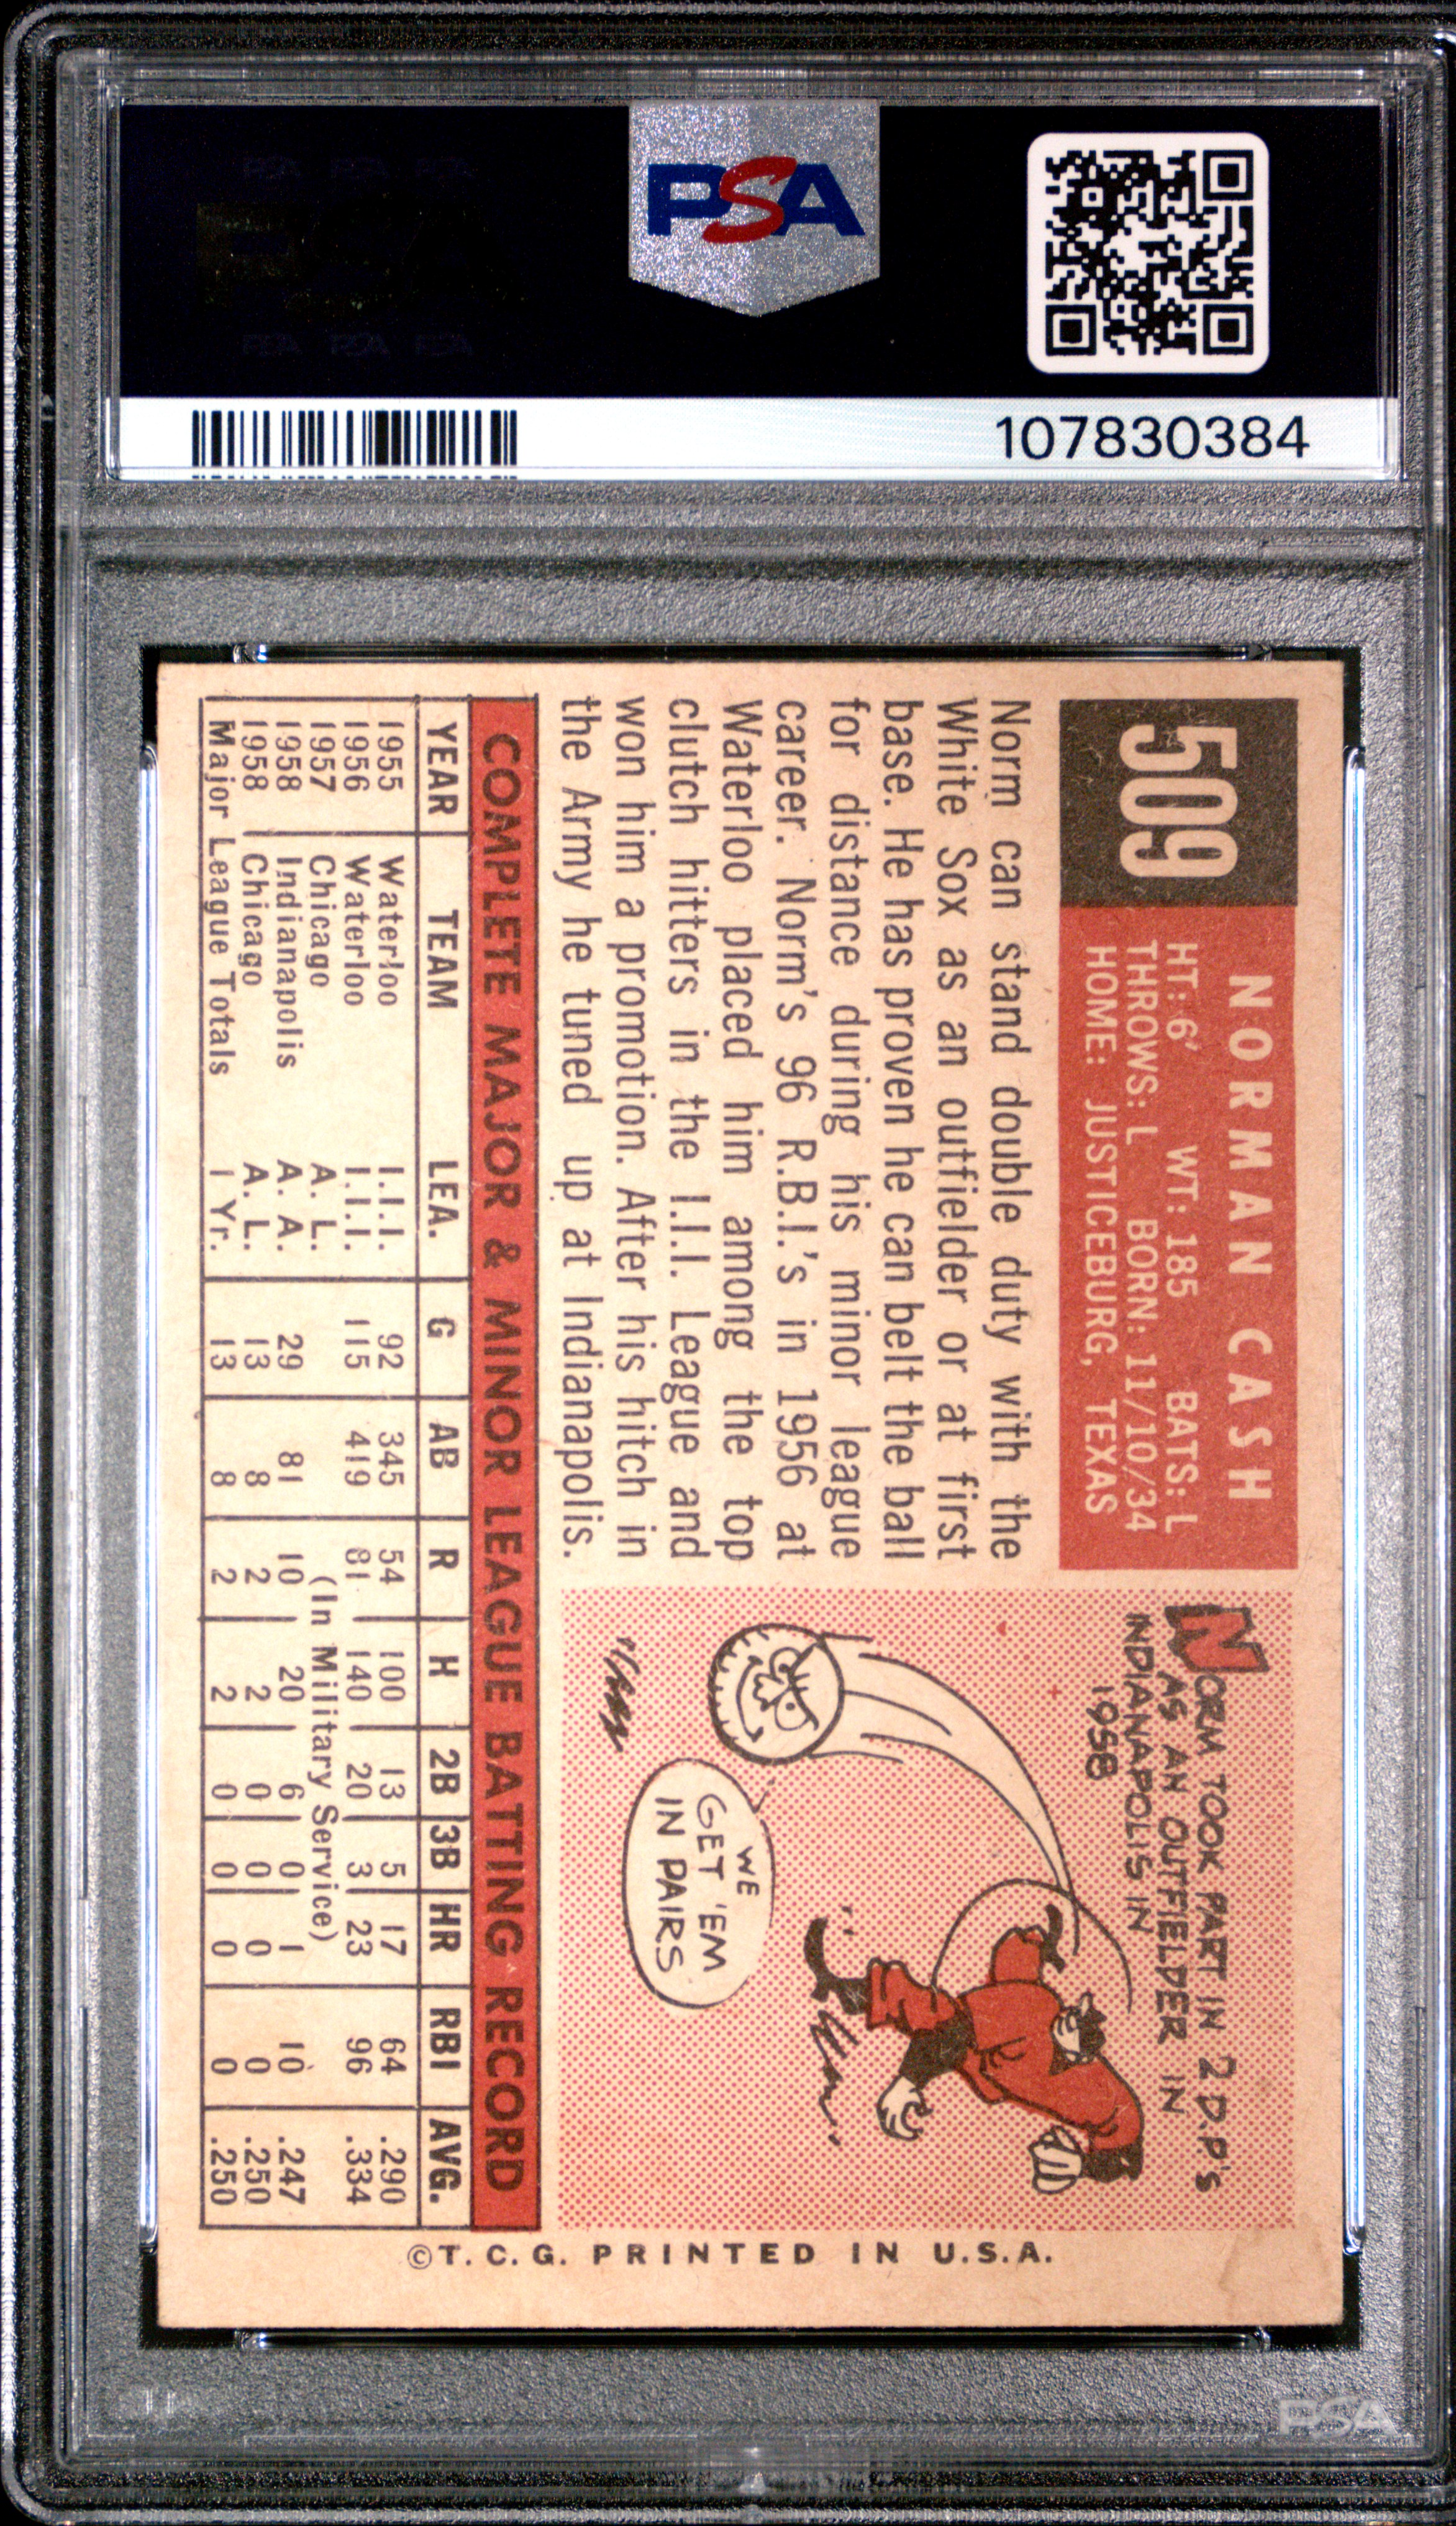 PSA
107830384
509
NORMAN CASH
HT: 6' WT: 185 BATS: L
THROWS: L BORN: 11/10/34
HOME: JUSTICEBURG, TEXAS
Norm can stand double duty with the
White Sox as an outfielder or at first
base. He has proven he can belt the ball
for distance during his minor league
career. Norm's 96 R.B.I.'s in 1956 at
Waterloo placed him among the top
clutch hitters in the I.I.I. League and
won him a promotion. After his hitch in
the Army he tuned up at Indianapolis.
NORM TOOK PART IN 2 D.P's
AS AN OUTFIELDER IN
INDIANAPOLIS IN
1958
WE
GET 'EM
IN PAIRS
COMPLETE MAJOR & MINOR LEAGUE BATTING RECORD
YEAR TEAM LEA. G AB R H 2B 3B HR RBI AVG.
1955 Waterloo I.I.I. 92 345 54 100 13 5 17 64 .290
1956 Waterloo I.I.I. 115 419 81 140 20 3 23 96 .334
1957 Chicago A. L. (In Military Service)
1958 Indianapolis A. A. 29 81 10 20 6 0 1 10 .247
1958 Chicago A. L. 13 8 2 2 0 0 0 0 .250
Major League Totals 1 Yr. 13 8 2 2 0 0 0 0 .250
©T. C. G. PRINTED IN U.S.A.
PSA